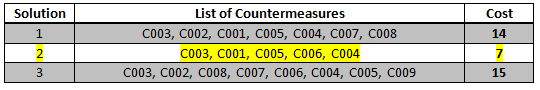 Solution List of Countermeasures Cost
1 C003, C002, C001, C005, C004, C007, C008 14
2 C003, C001, C005, C006, C004 7
3 C003, C002, C008, C007, C006, C004, C005, C009 15